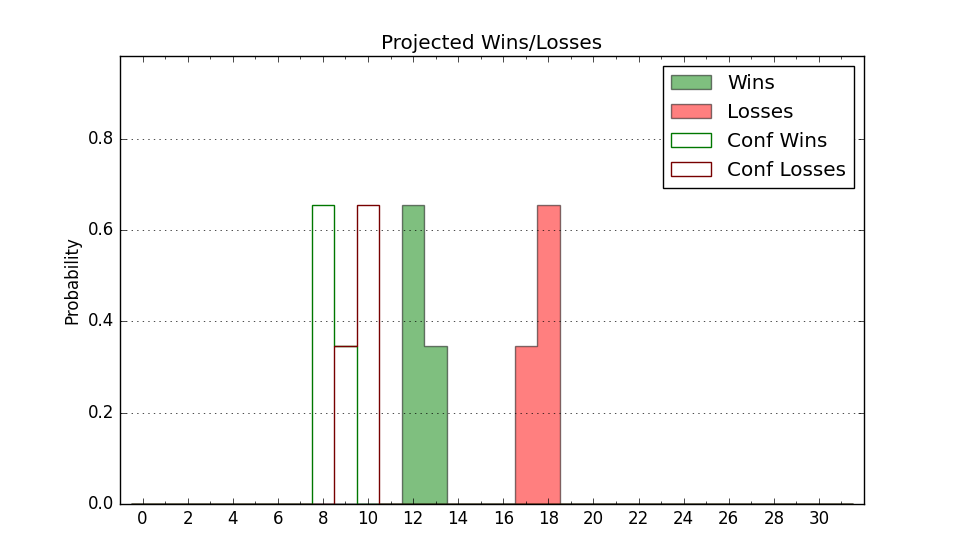 Projected Wins/Losses
Wins
Losses
Conf Wins
Conf Losses
Probability
0.8
0.6
0.4
0.2
0.0
0 2 4 6 8 10 12 14 16 18 20 22 24 26 28 30